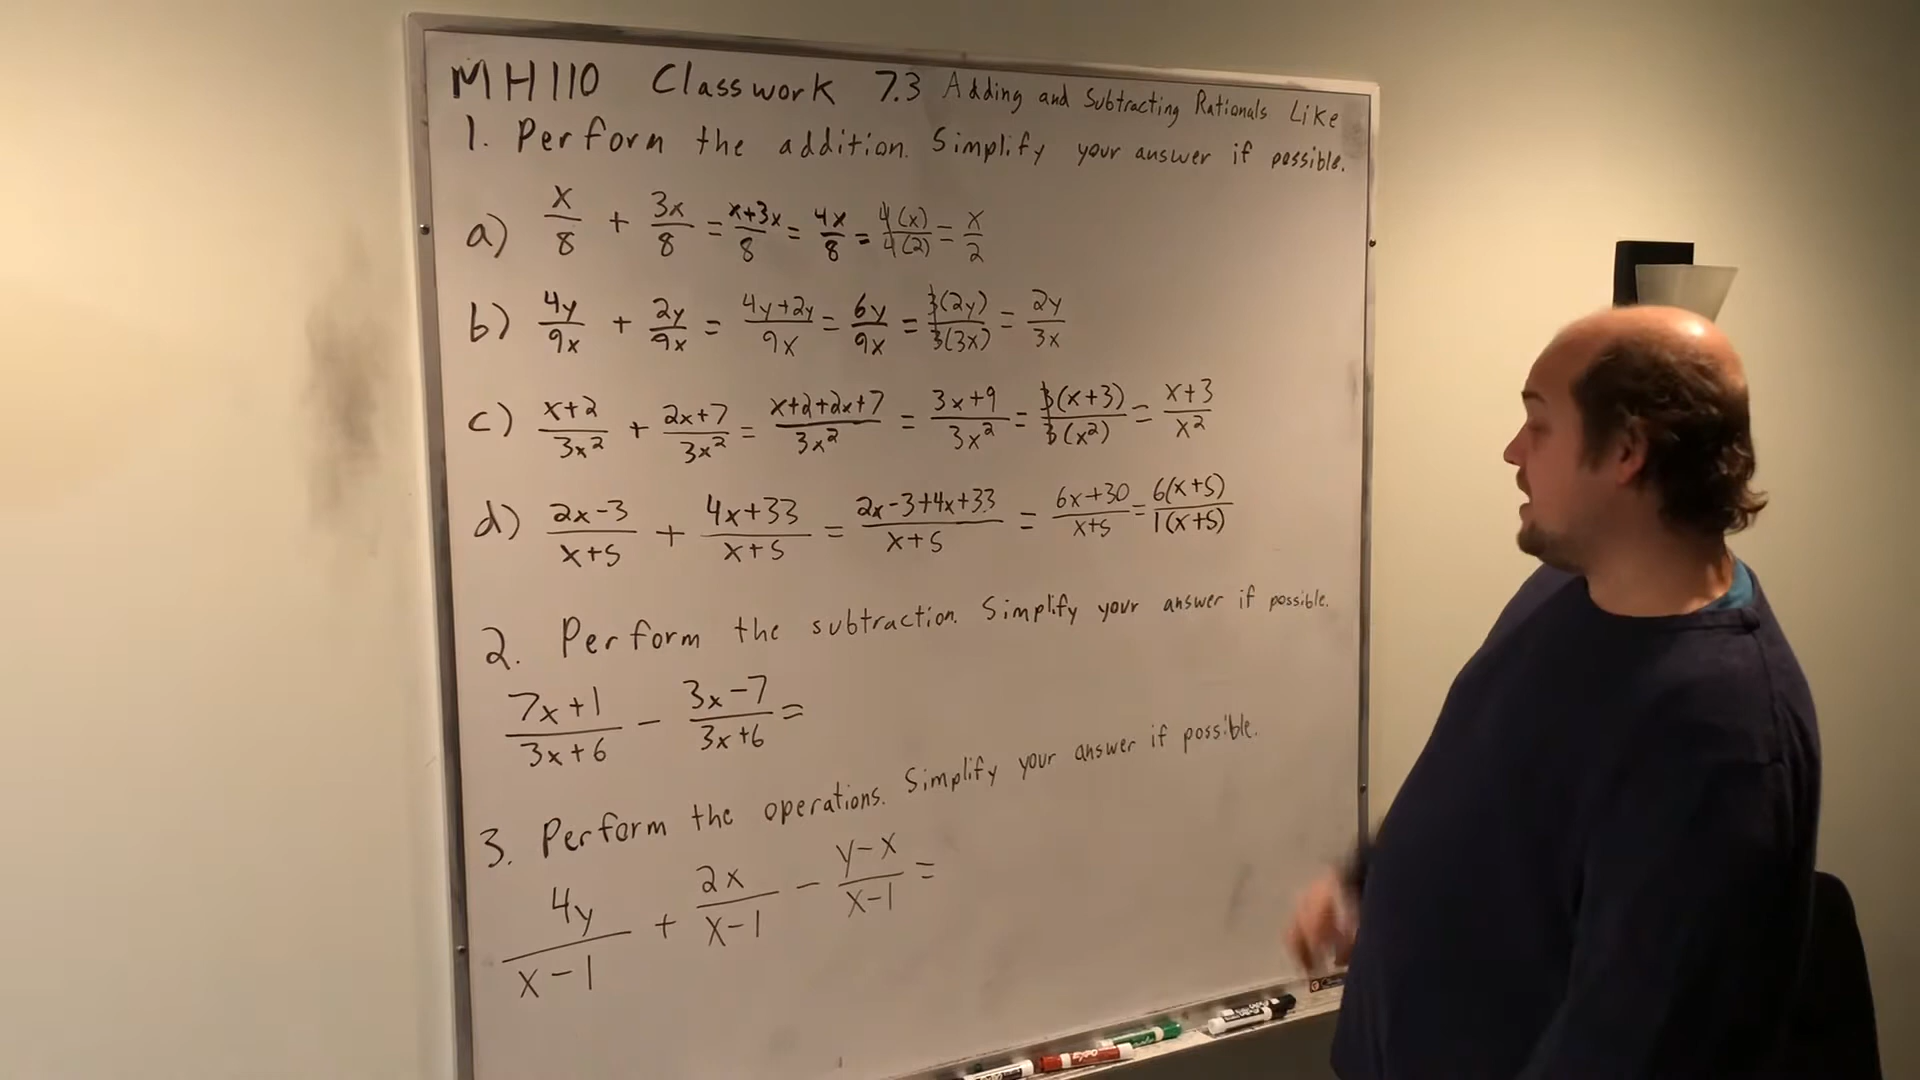 MH110 Classwork 7.3 Adding and Subtracting Rationals Like
1. Perform the addition. Simplify your answer if possible.
a) x/8 + 3x/8 = x+3x/8 = 4x/8 = 4(x)/4(2) = x/2
b) 4y/9x + 2y/9x = 4y+2y/9x = 6y/9x = 3(2y)/3(3x) = 2y/3x
c) x+2/3x² + 2x+7/3x² = x+2+2x+7/3x² = 3x+9/3x² = 3(x+3)/3(x²) = x+3/x²
d) 2x-3/x+5 + 4x+33/x+5 = 2x-3+4x+33/x+5 = 6x+30/x+5 = 6(x+5)/1(x+5)
2. Perform the subtraction. Simplify your answer if possible.
7x+1/3x+6 - 3x-7/3x+6 =
3. Perform the operations. Simplify your answer if possible.
4y/x-1 + 2x/x-1 - y-x/x-1 =